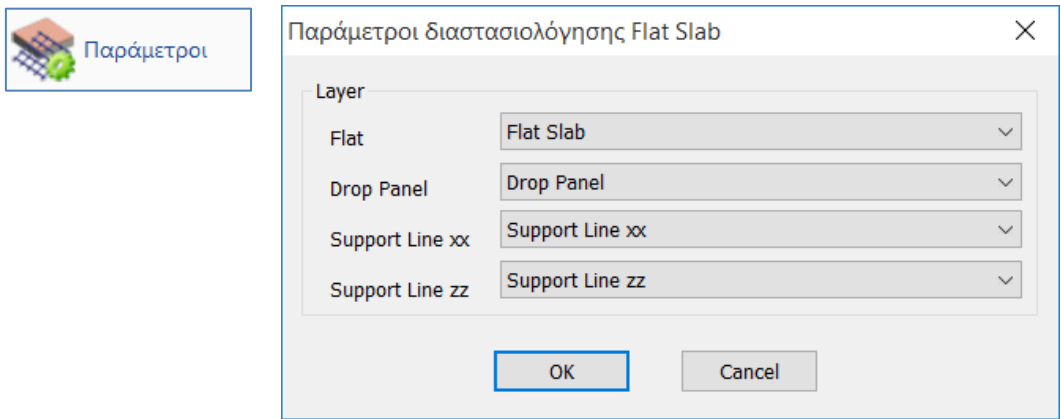 Παράμετροι
Παράμετροι διαστασιολόγησης Flat Slab
Layer
Flat Flat Slab
Drop Panel Drop Panel
Support Line xx Support Line xx
Support Line zz Support Line zz
OK Cancel